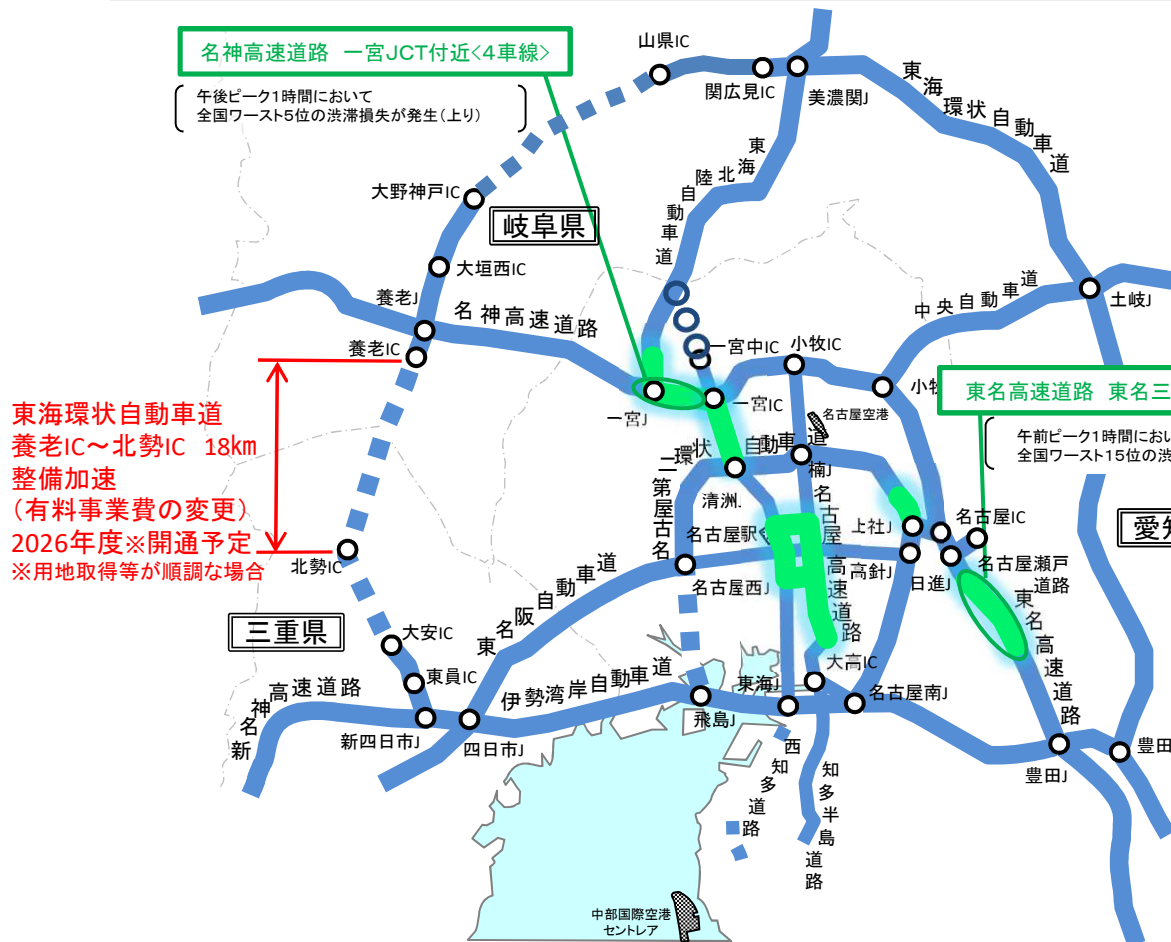 名神高速道路 一宮JCT付近<4車線>
午後ピーク1時間において
全国ワースト5位の渋滞損失が発生(上り)
山県IC
関広見IC
美濃関J
東海環状自動車道
東海北陸自動車道
大野神戸IC
岐阜県
大垣西IC
養老J
養老IC
名神高速道路
中央自動車道
土岐J
一宮中IC
小牧IC
小牧
一宮J
一宮IC
名古屋空港
東名高速道路 東名三
午前ピーク1時間におい
全国ワースト15位の渋
東海環状自動車道
養老IC~北勢IC 18km
整備加速
(有料事業費の変更)
2026年度※開通予定
※用地取得等が順調な場合
名古屋第二環状自動車道
清洲J
楠J
名古屋高速道路
名古屋駅
上社J
名古屋IC
愛知
北勢IC
名古屋西J
高針J
日進J
名古屋瀬戸
道路
東名高速道路
東名阪自動車道
三重県
大安IC
東員IC
大高IC
東海J
名古屋南J
新名神高速道路
伊勢湾岸自動車道
飛島J
新四日市J
四日市J
西知多道路
知多半島道路
豊田J
豊田
中部国際空港
セントレア